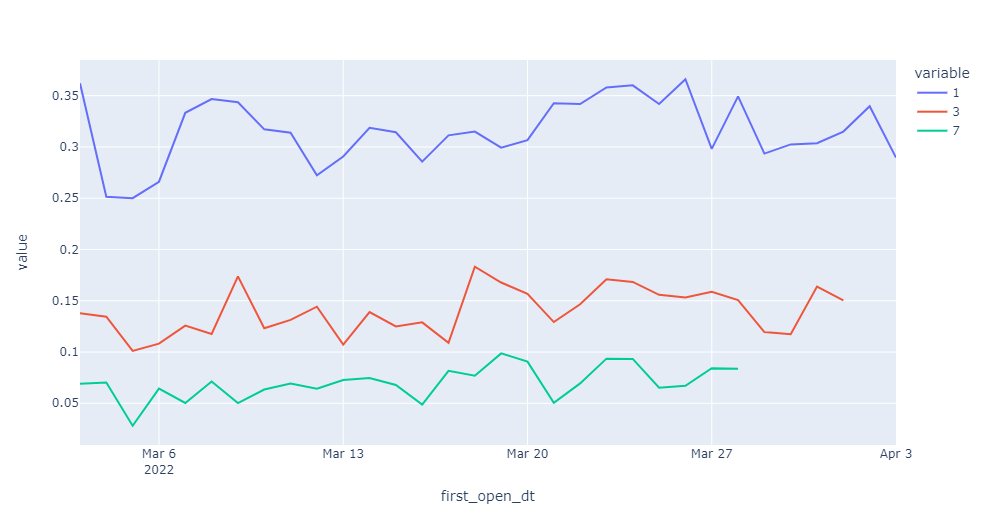 variable
1
3
7
value
0.35
0.3
0.25
0.2
0.15
0.1
0.05
Mar 6
2022
Mar 13
Mar 20
Mar 27
Apr 3
first_open_dt